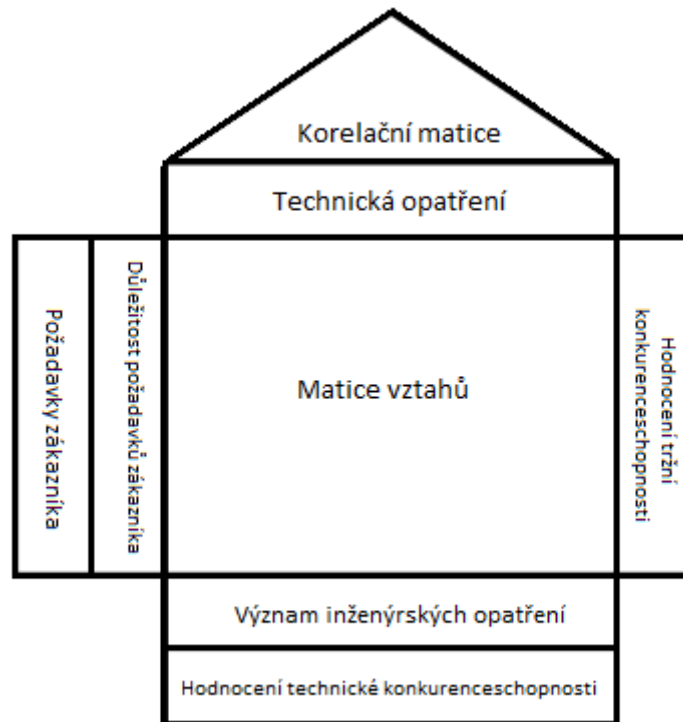 Korelační matice
Technická opatření
Požadavky zákazníka
Důležitost požadavků zákazníka
Matice vztahů
Hodnocení tržní
konkurenceschopnosti
Význam inženýrských opatření
Hodnocení technické konkurenceschopnosti